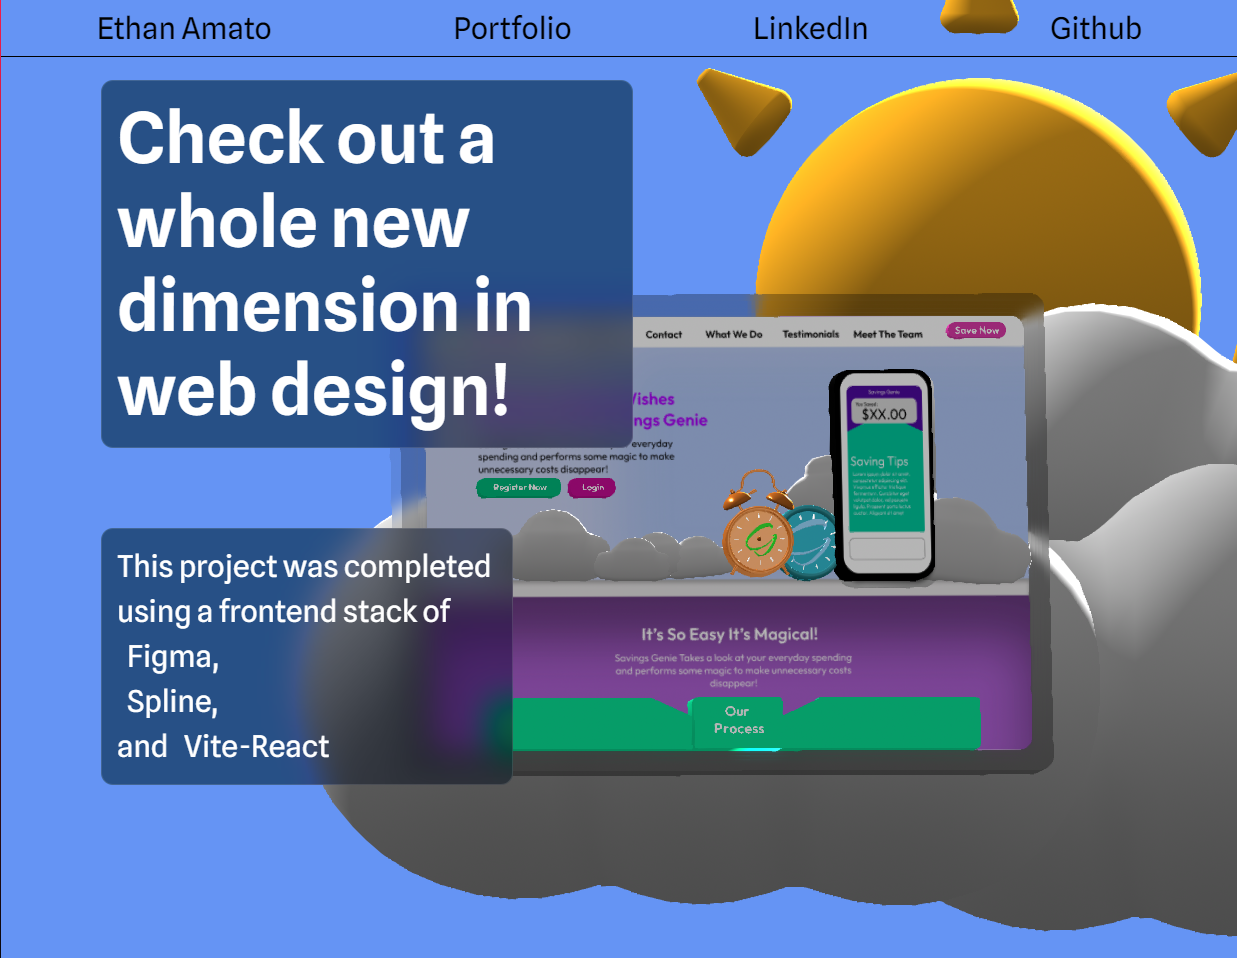 Ethan Amato
Portfolio
LinkedIn
Github
Check out a
whole new
dimension in
web design!
Contact
What We Do
Testimonials
Meet The Team
Save Now
Savings Genie
$XX.00
Wishes
ngs Genie
everyday
spending and performs some magic to make
unnecessary costs disappear!
Register Now
Login
Saving Tips
This project was completed
using a frontend stack of
Figma,
Spline,
and Vite-React
It's So Easy It's Magical!
Savings Genie Takes a look at your everyday spending
and performs some magic to make unnecessary costs
disappear!
Our
Process